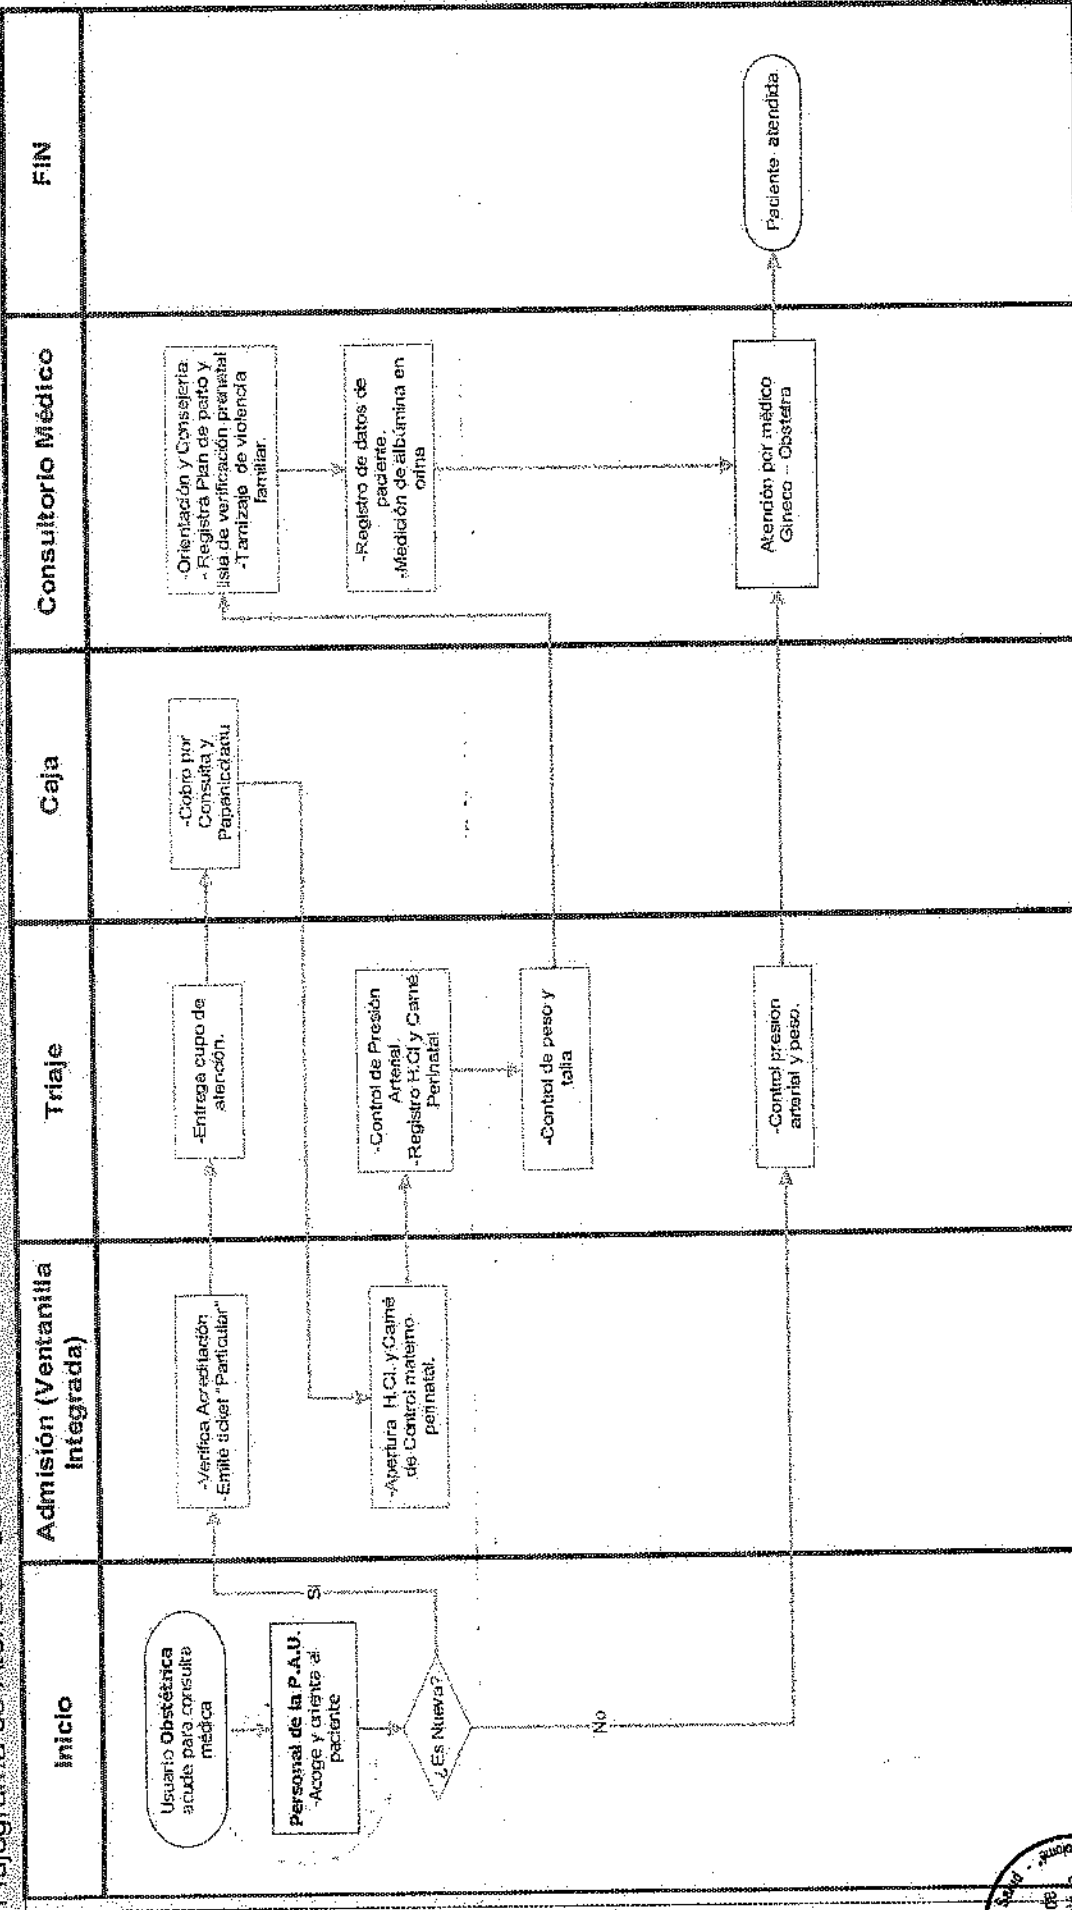 Inicio
Admisión (Ventanilla
Integrada)
Triaje
Caja
Consultorio Médico
FIN
Usuario Obstétrica
acude para consulta
médica
Personal de la P.A.U.
-Acoge y orienta al
paciente
¿Es Nueva?
Si
No
-Verifica Acreditación
-Emite ticket "Particular"
-Entrega cupo de
atención.
-Cobro por
Consulta y
Papanicolaou
-Apertura H.Cl. y Carné
de Control materno
perinatal.
-Control de Presión
Arterial.
-Registro H.Cl y Carné
Perinatal
-Control de peso y
talla
-Orientación y Consejería
- Registra Plan de parto y
lista de verificación prenatal
-Tamizaje de violencia
familiar.
-Registro de datos de
paciente.
-Medición de albúmina en
orina
-Control presión
arterial y peso.
Atención por médico
Gineco - Obstetra
Paciente atendida
Salud
de